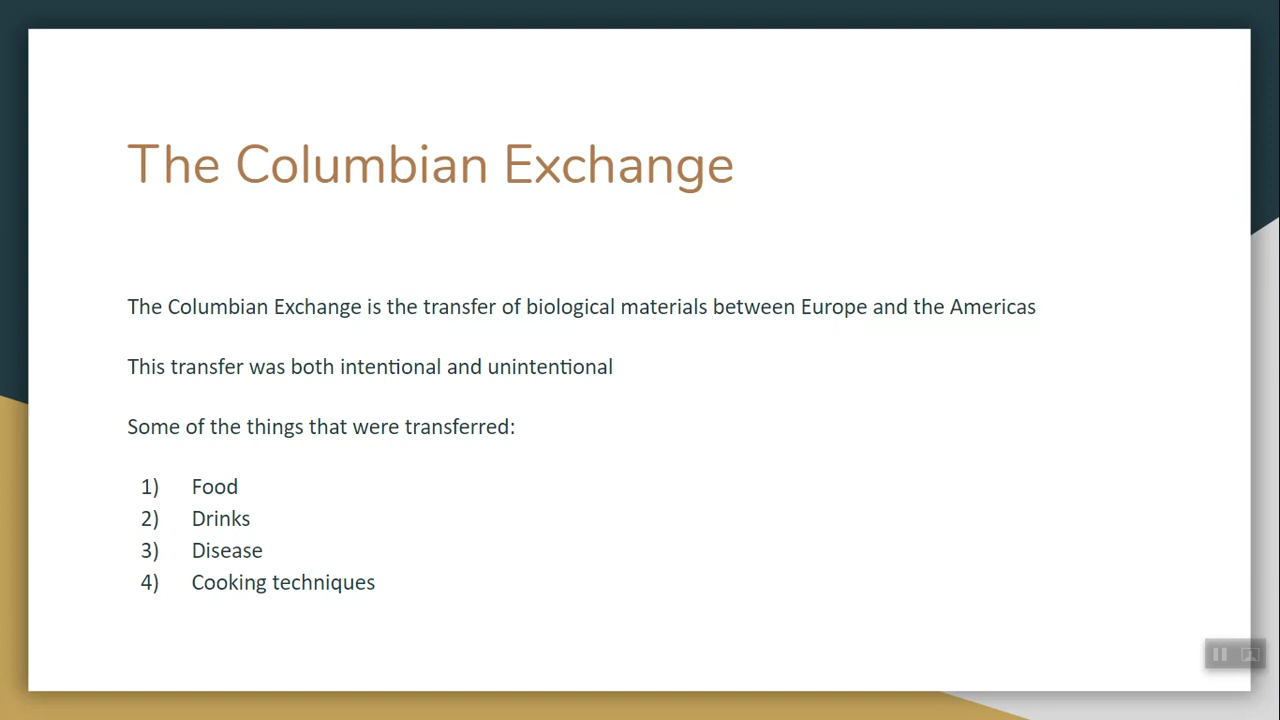 The Columbian Exchange
The Columbian Exchange is the transfer of biological materials between Europe and the Americas
This transfer was both intentional and unintentional
Some of the things that were transferred:
1) Food
2) Drinks
3) Disease
4) Cooking techniques